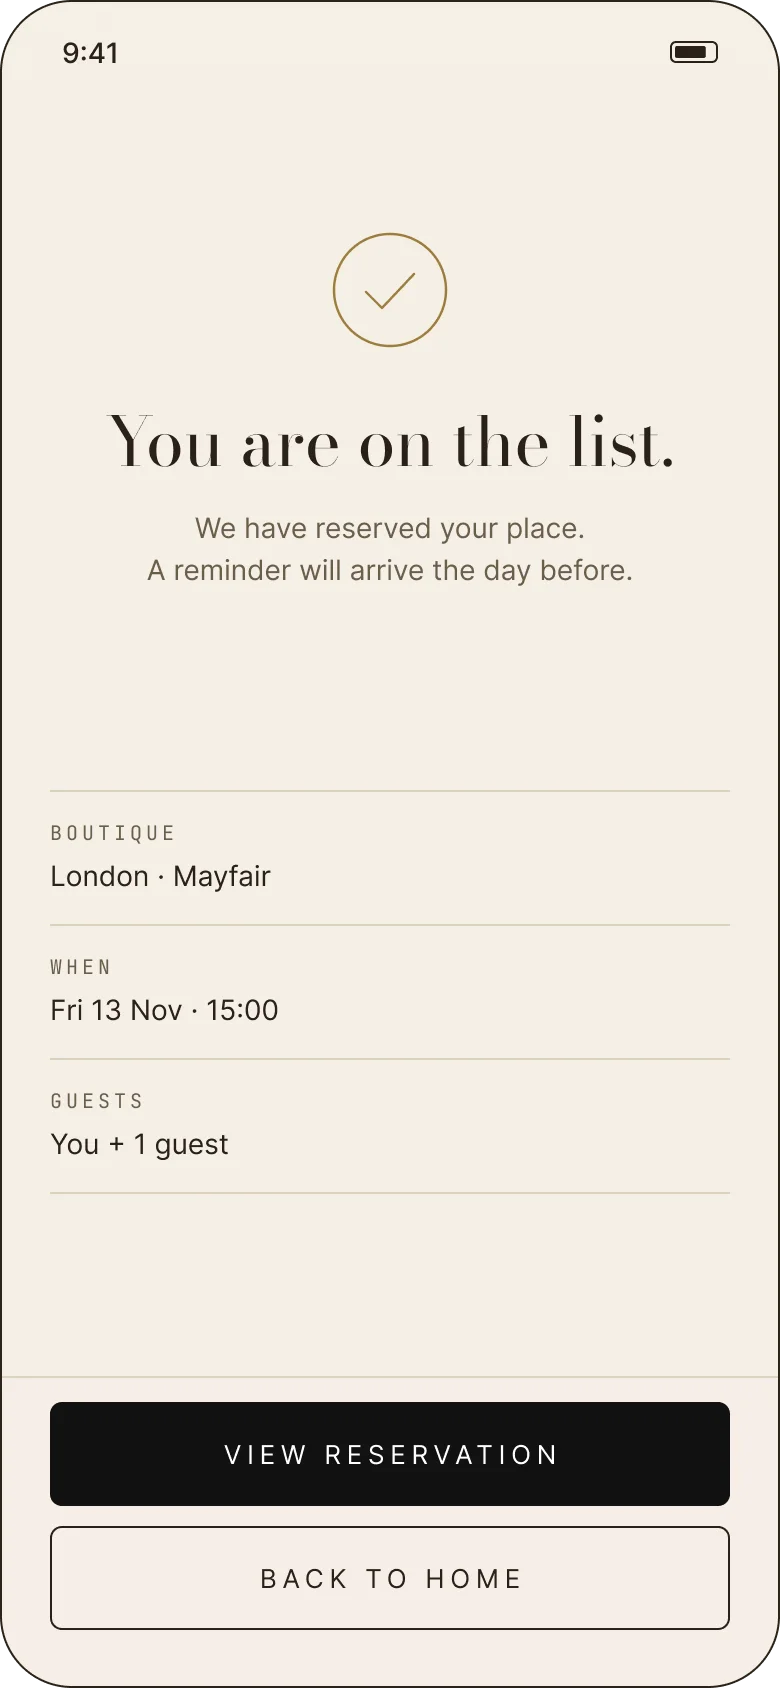 9:41
You are on the list.
We have reserved your place.
A reminder will arrive the day before.
BOUTIQUE
London · Mayfair
WHEN
Fri 13 Nov · 15:00
GUESTS
You + 1 guest
VIEW RESERVATION
BACK TO HOME